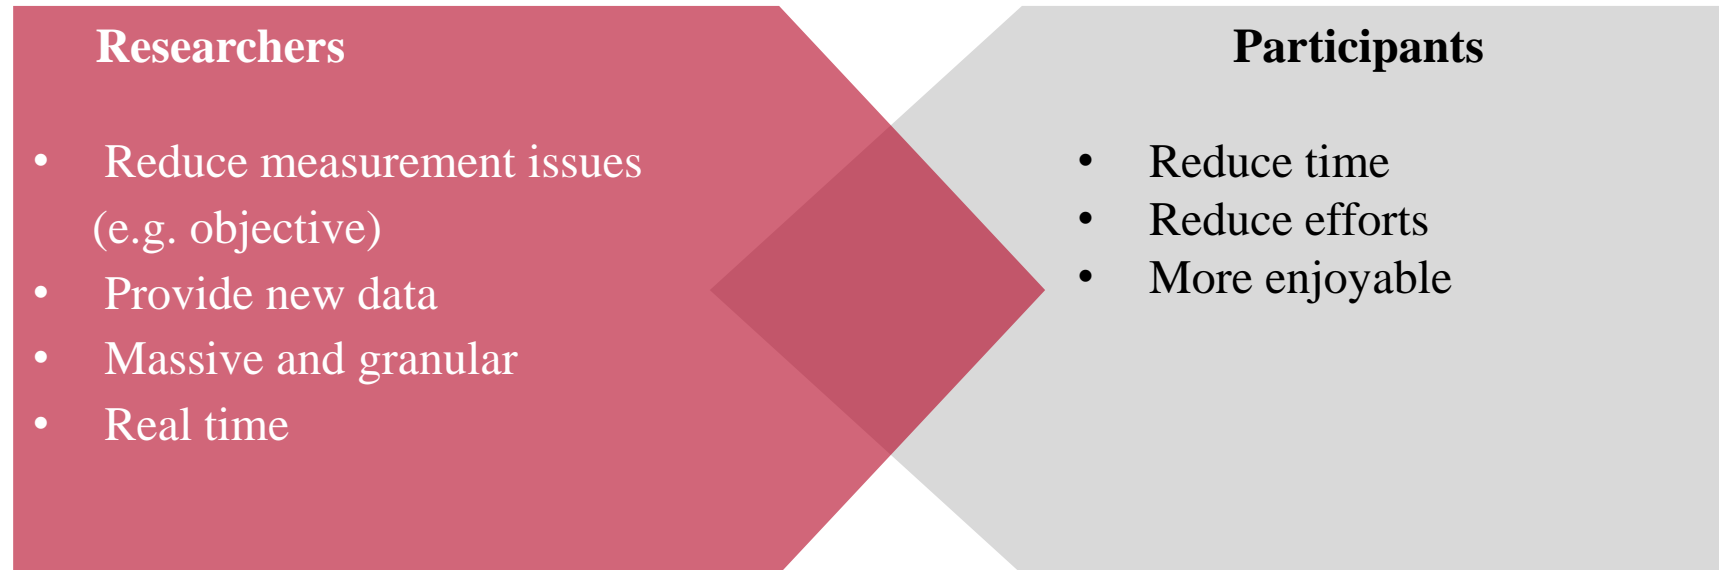 Researchers
• Reduce measurement issues
(e.g. objective)
• Provide new data
• Massive and granular
• Real time
Participants
• Reduce time
• Reduce efforts
• More enjoyable